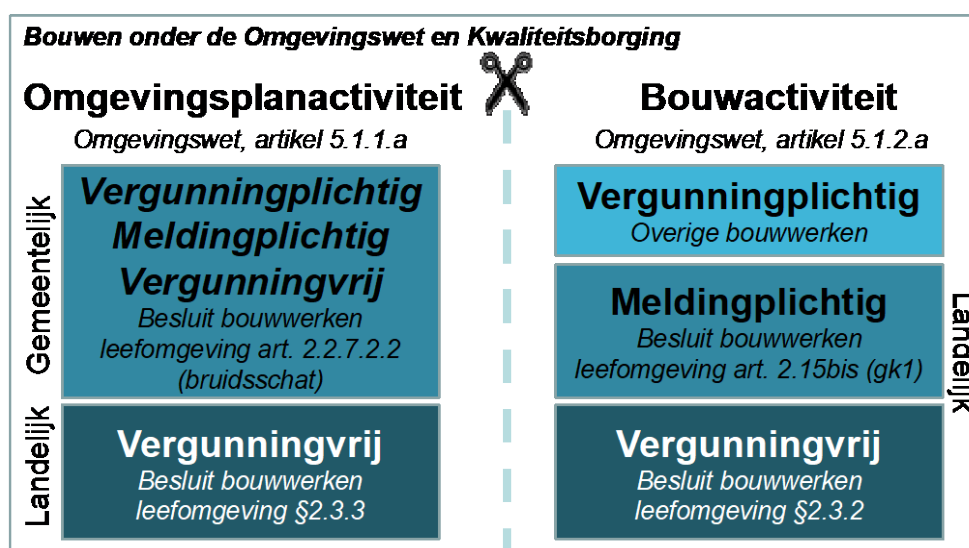 Bouwen onder de Omgevingswet en Kwaliteitsborging
Omgevingsplanactiviteit
Omgevingswet, artikel 5.1.1.a
Gemeentelijk
Vergunningplichtig
Meldingplichtig
Vergunningvrij
Besluit bouwwerken
leefomgeving art. 2.2.7.2.2
(bruidsschat)
Landelijk
Vergunningvrij
Besluit bouwwerken
leefomgeving §2.3.3
Bouwactiviteit
Omgevingswet, artikel 5.1.2.a
Vergunningplichtig
Overige bouwwerken
Meldingplichtig
Besluit bouwwerken
leefomgeving art. 2.15bis (gk1)
Vergunningvrij
Besluit bouwwerken
leefomgeving §2.3.2
Landelijk